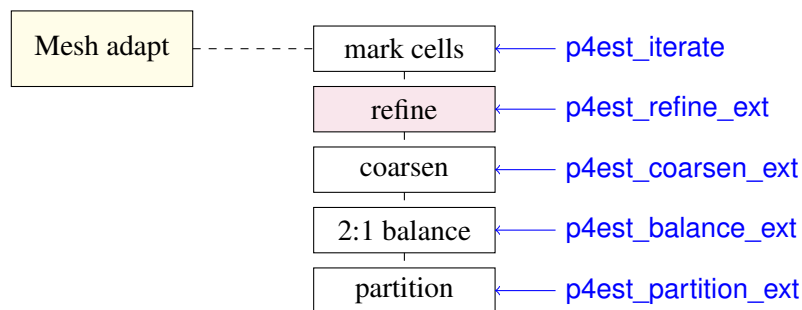 Mesh adapt
mark cells
p4est_iterate
refine
p4est_refine_ext
coarsen
p4est_coarsen_ext
2:1 balance
p4est_balance_ext
partition
p4est_partition_ext